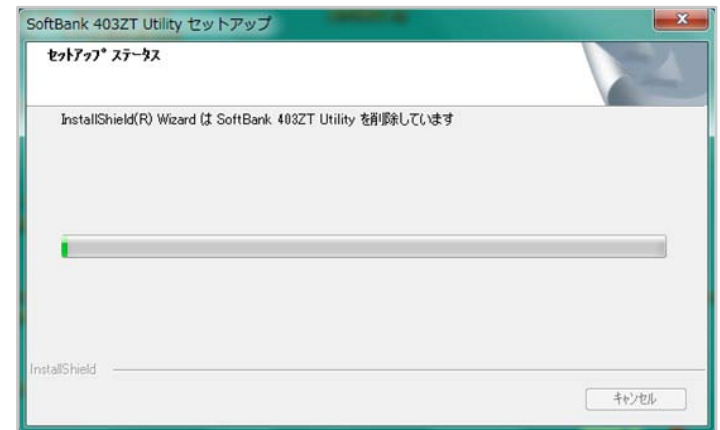 SoftBank 403ZT Utility セットアップ
セットアップ ステータス
InstallShield(R) Wizard は SoftBank 403ZT Utility を削除しています
InstallShield
キャンセル